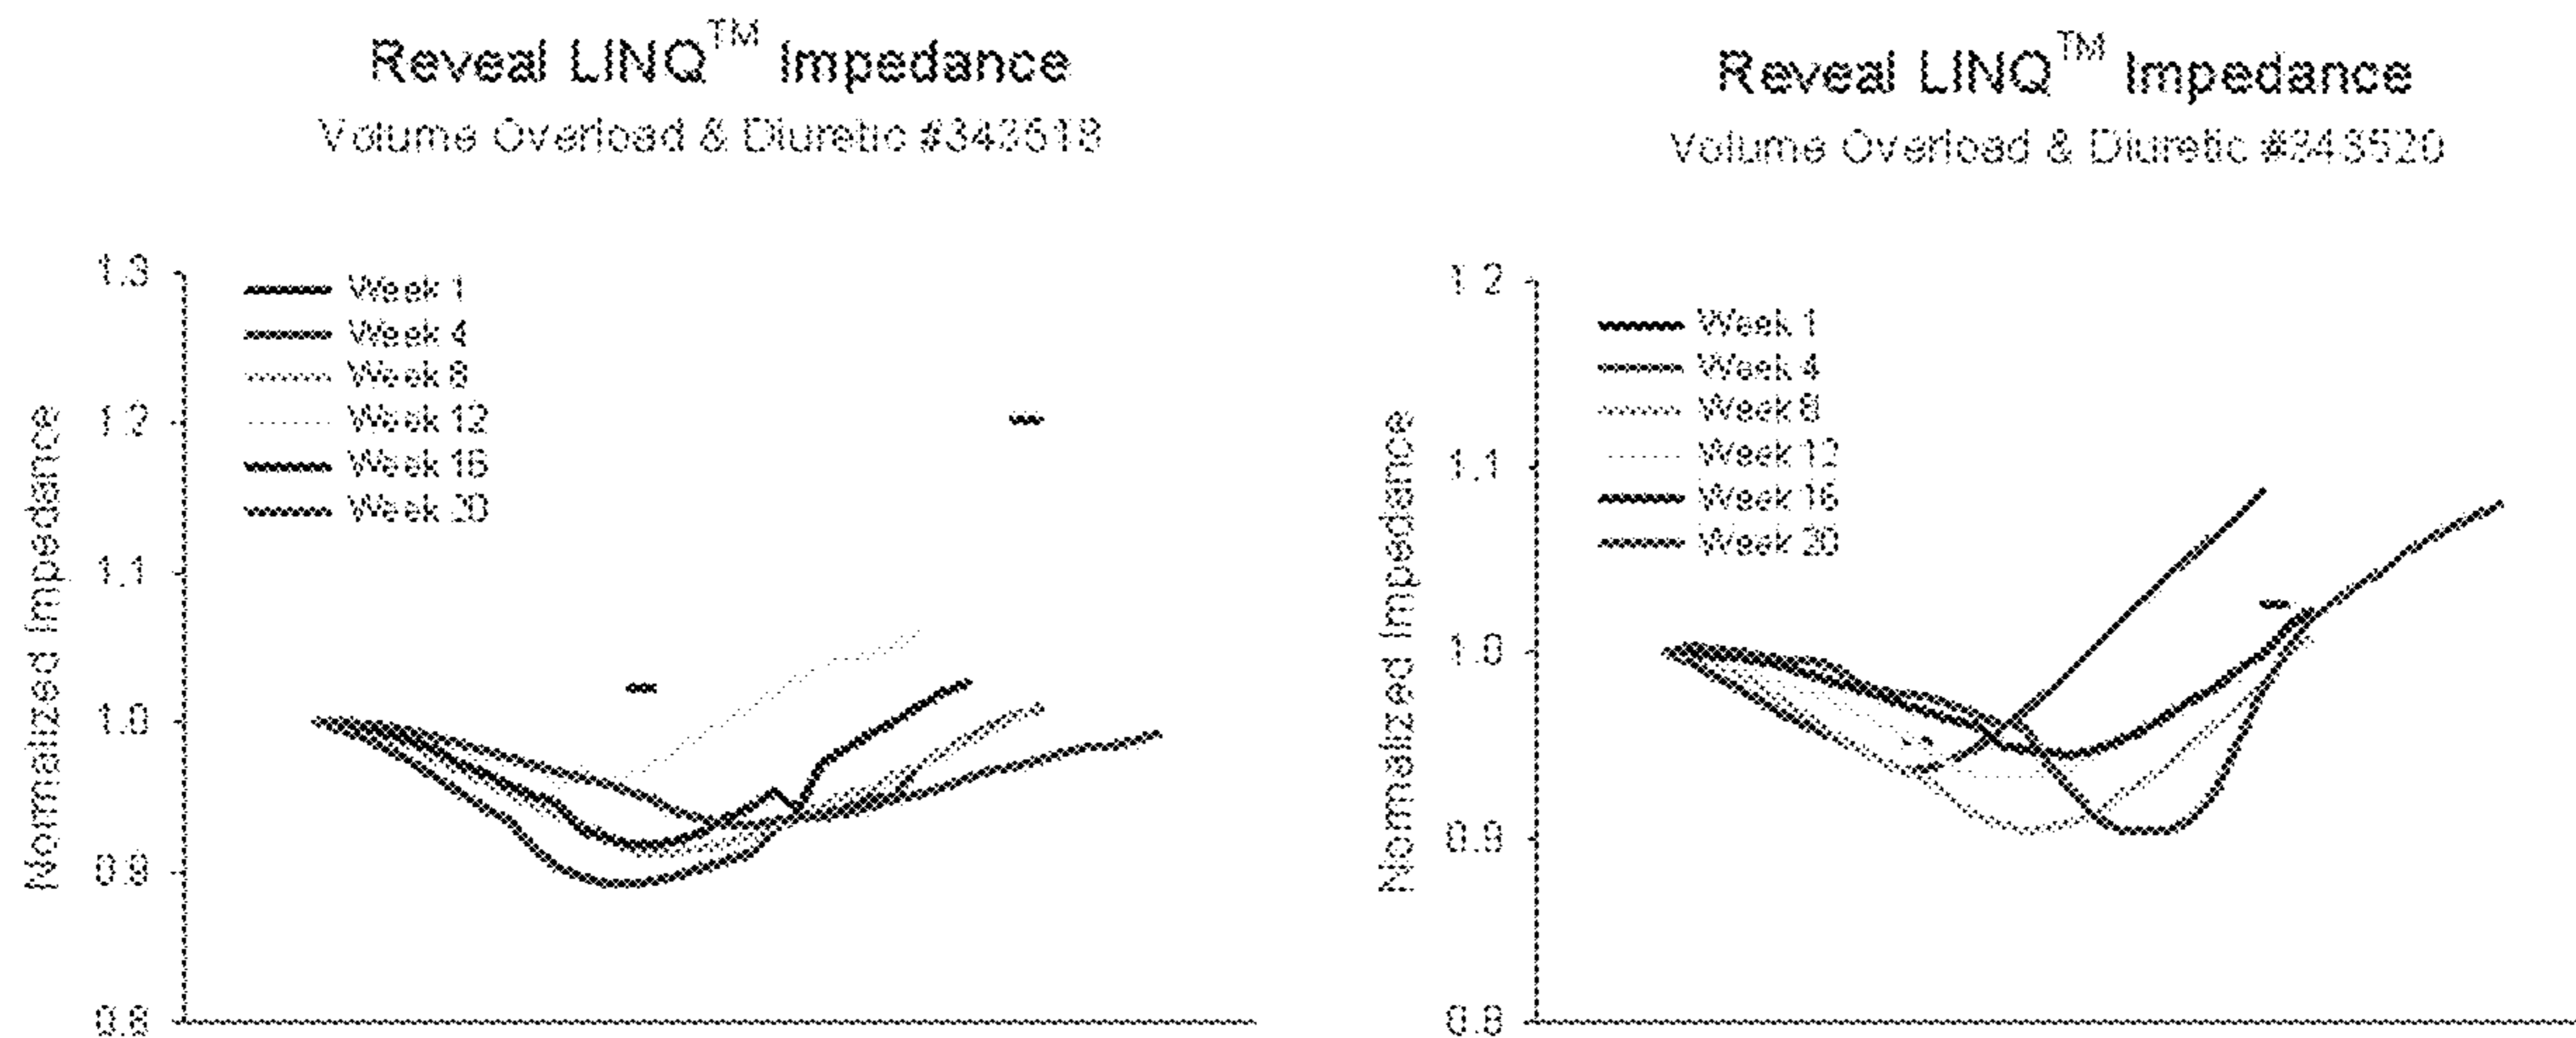 Reveal LINQ™ Impedance
Volume Overload & Diuretic #343518
Normalized Impedance
1.3
1.2
1.1
1.0
0.9
0.8
Week 1
Week 4
Week 8
Week 12
Week 16
Week 20
Reveal LINQ™ Impedance
Volume Overload & Diuretic #343520
Normalized Impedance
1.2
1.1
1.0
0.9
0.8
Week 1
Week 4
Week 8
Week 12
Week 16
Week 20